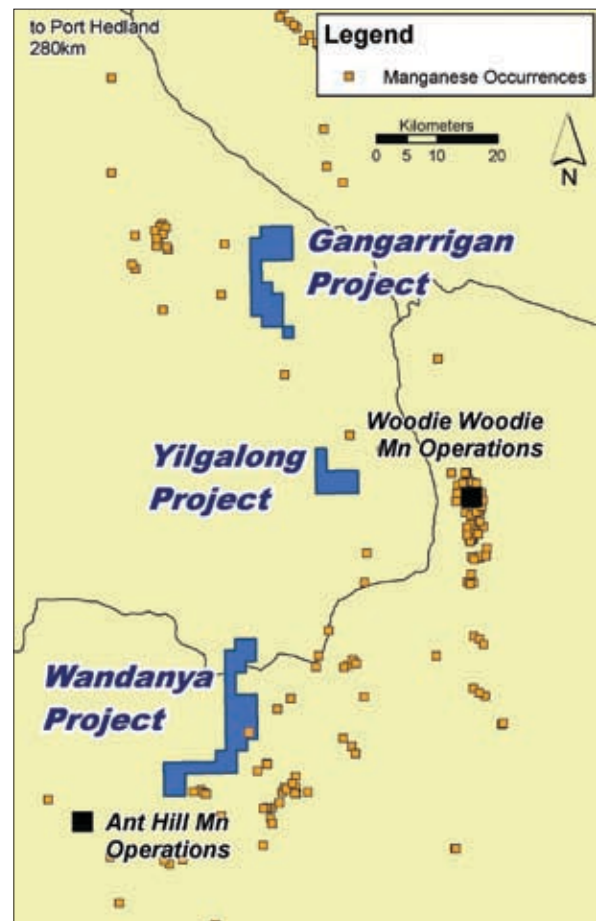 to Port Hedland
280km
Legend
Manganese Occurrences
Kilometers
0 5 10 20
N
Gangarrigan
Project
Woodie Woodie
Mn Operations
Yilgalong
Project
Wandanya
Project
Ant Hill Mn
Operations